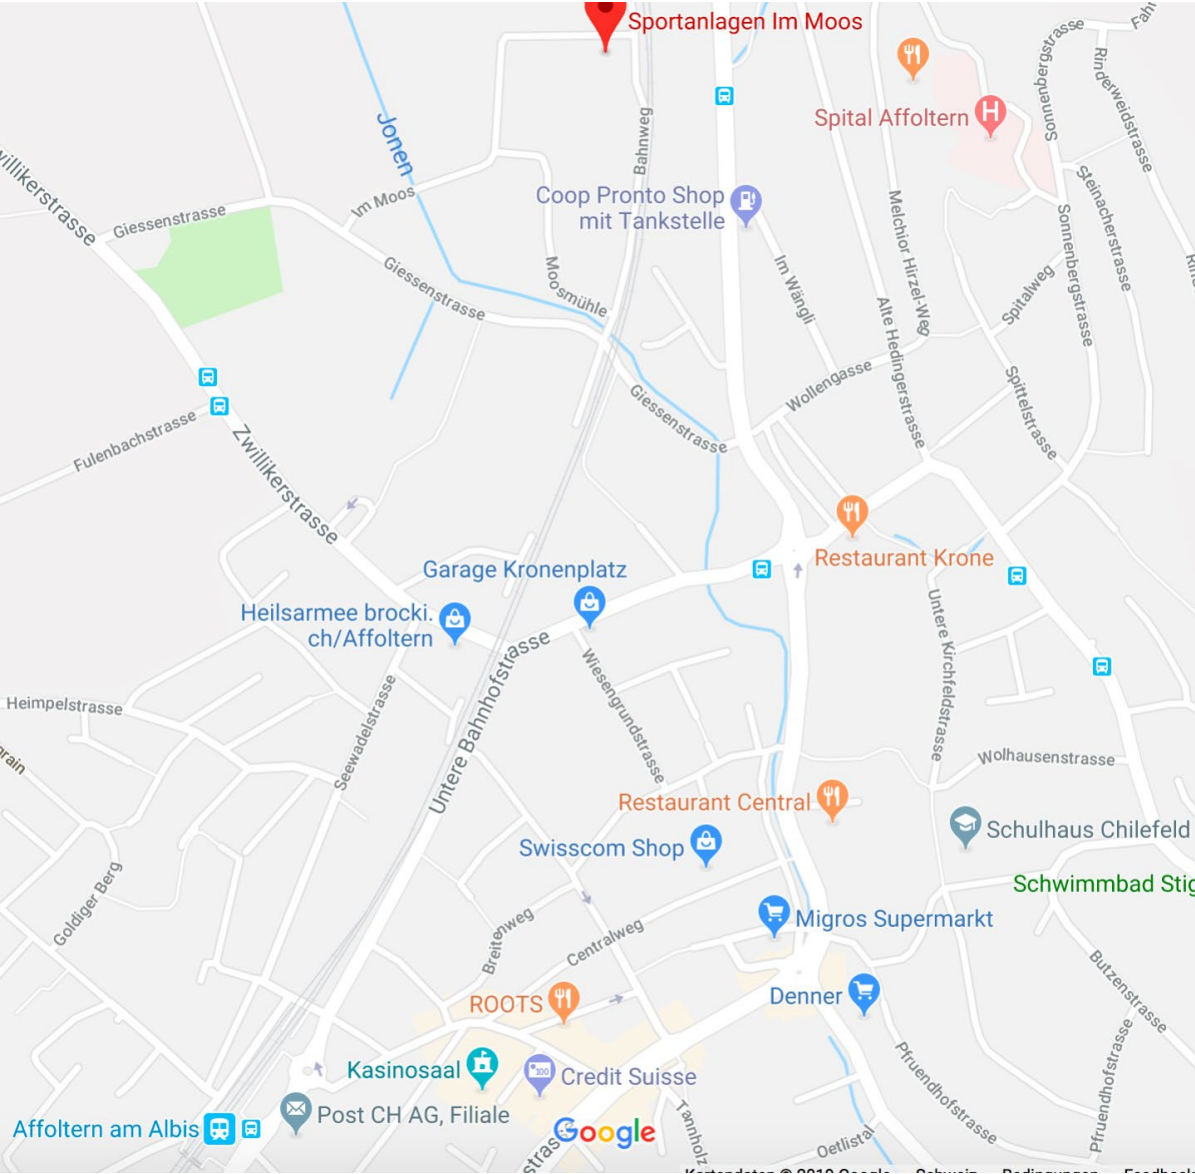 Sportanlagen Im Moos
Sonnenbergstrasse
Rinderweidstrasse
Spital Affoltern
Jonen
Bahnweg
Steinacherstrasse
Im Moos
Coop Pronto Shop
mit Tankstelle
Melchior Hirzel-Weg
Sonnenbergstrasse
Giessenstrasse
Giessenstrasse
Moosmühle
Im Wängli
Spitalweg
Alte Hedingerstrasse
Wollengasse
Spittelstrasse
Giessenstrasse
Fulenbachstrasse
Zwillikerstrasse
Restaurant Krone
Garage Kronenplatz
Heilsarmee brocki.
ch/Affoltern
Untere Bahnhofstrasse
Wiesengrundstrasse
Untere Kirchfeldstrasse
Heimpelstrasse
Seewadelstrasse
Wolhausenstrasse
Restaurant Central
Schulhaus Chilefeld
Swisscom Shop
Schwimmbad Stig
Goldiger Berg
Migros Supermarkt
Breitenweg
Centralweg
Butzenstrasse
ROOTS
Denner
Kasinosaal
Credit Suisse
Pfruendhofstrasse
Pfruendhofstrasse
Post CH AG, Filiale
Affoltern am Albis
Google
Tannholz
Oetlistal